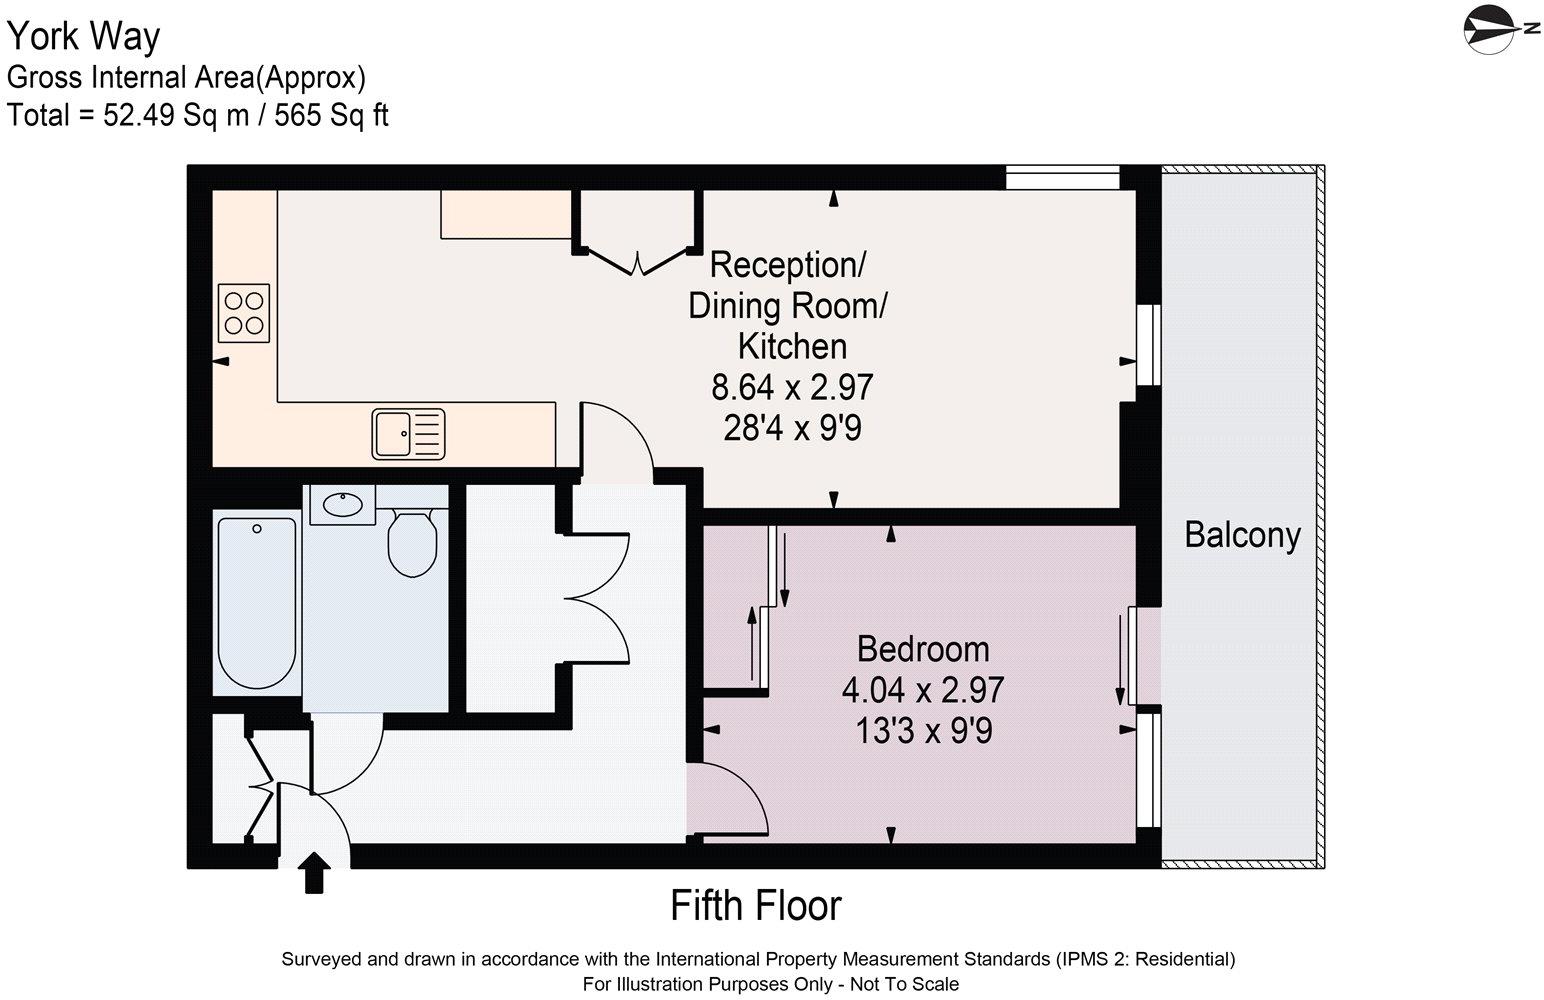 York Way
Gross Internal Area(Approx)
Total = 52.49 Sq m / 565 Sq ft
N
Reception/
Dining Room/
Kitchen
8.64 x 2.97
28'4 x 9'9
Balcony
Bedroom
4.04 x 2.97
13'3 x 9'9
Fifth Floor
Surveyed and drawn in accordance with the International Property Measurement Standards (IPMS 2: Residential)
For Illustration Purposes Only - Not To Scale